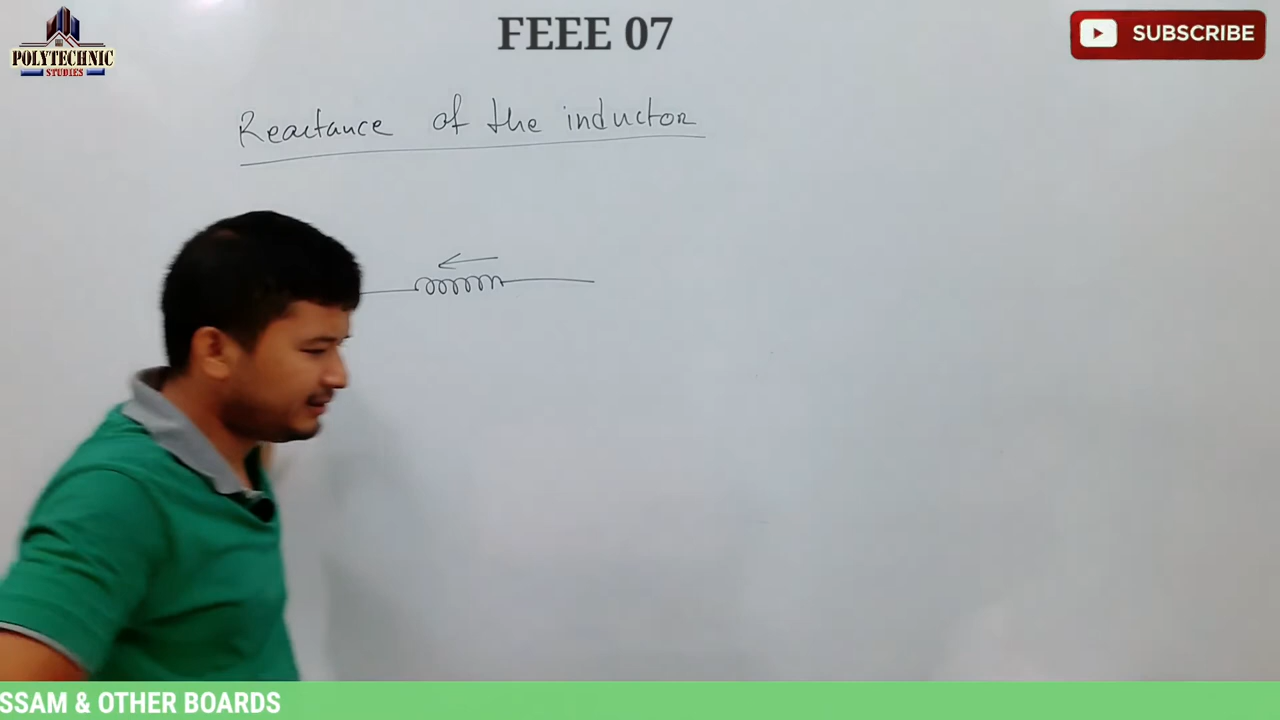 FEEE 07
POLYTECHNIC
STUDIES
SUBSCRIBE
Reactance of the inductor
SSAM & OTHER BOARDS